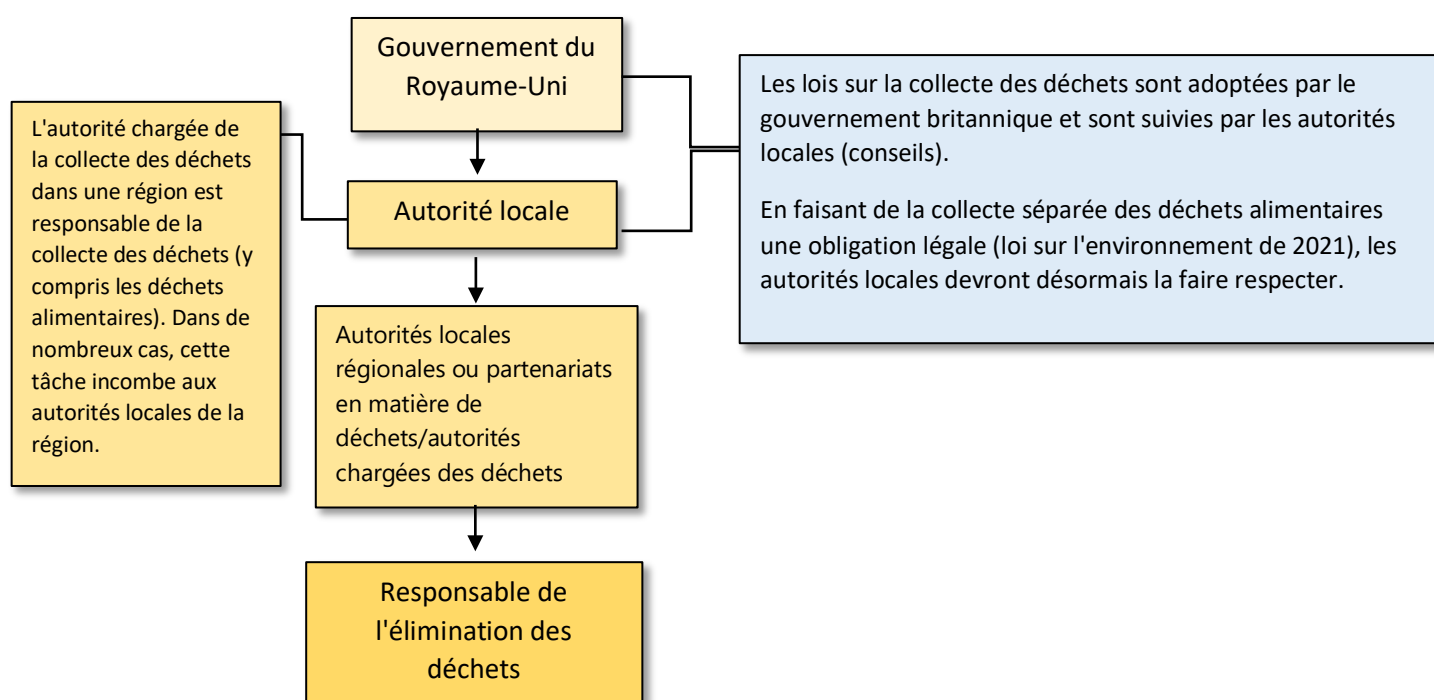 Gouvernement du
Royaume-Uni
Les lois sur la collecte des déchets sont adoptées par le
gouvernement britannique et sont suivies par les autorités
locales (conseils).
En faisant de la collecte séparée des déchets alimentaires
une obligation légale (loi sur l'environnement de 2021), les
autorités locales devront désormais la faire respecter.
L'autorité chargée de
la collecte des déchets
dans une région est
responsable de la
collecte des déchets (y
compris les déchets
alimentaires). Dans de
nombreux cas, cette
tâche incombe aux
autorités locales de la
région.
Autorité locale
Autorités locales
régionales ou partenariats
en matière de
déchets/autorités
chargées des déchets
Responsable de
l'élimination des
déchets